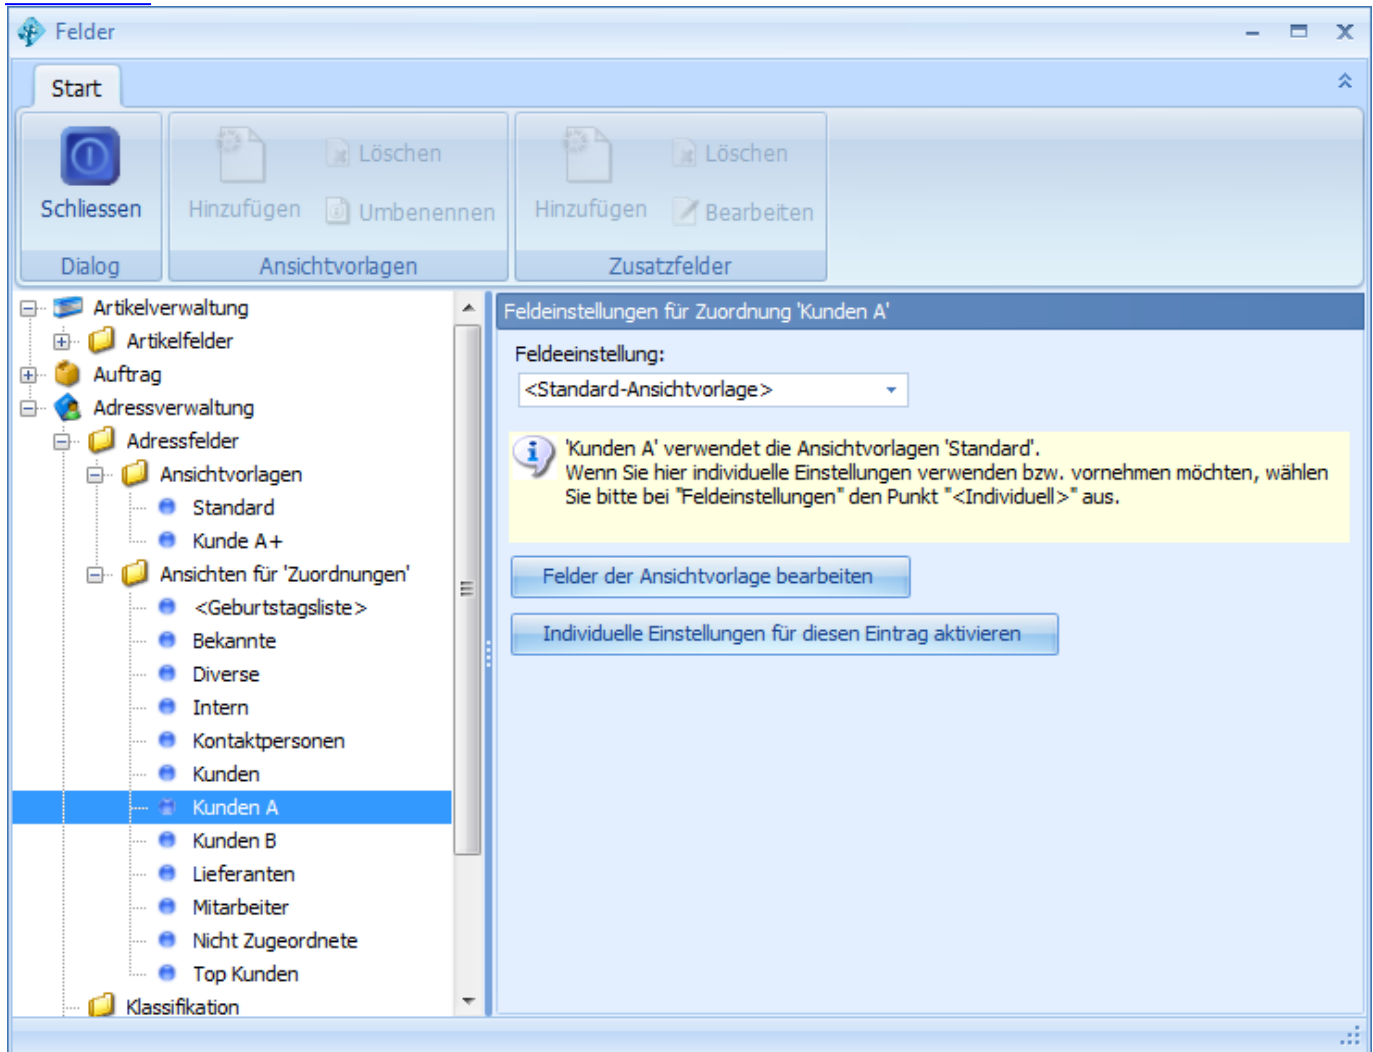 Felder
Start
Schliessen
Hinzufügen
Löschen
Umbenennen
Hinzufügen
Löschen
Bearbeiten
Dialog
Ansichtvorlagen
Zusatzfelder
Artikelverwaltung
Artikelfelder
Auftrag
Adressverwaltung
Adressfelder
Ansichtvorlagen
Standard
Kunde A+
Ansichten für 'Zuordnungen'
<Geburtstagsliste>
Bekannte
Diverse
Intern
Kontaktpersonen
Kunden
Kunden A
Kunden B
Lieferanten
Mitarbeiter
Nicht Zugeordnete
Top Kunden
Klassifikation
Feldeinstellungen für Zuordnung 'Kunden A'
Feldeeinstellung:
<Standard-Ansichtvorlage>
'Kunden A' verwendet die Ansichtvorlagen 'Standard'.
Wenn Sie hier individuelle Einstellungen verwenden bzw. vornehmen möchten, wählen
Sie bitte bei "Feldeinstellungen" den Punkt "<Individuell>" aus.
Felder der Ansichtvorlage bearbeiten
Individuelle Einstellungen für diesen Eintrag aktivieren